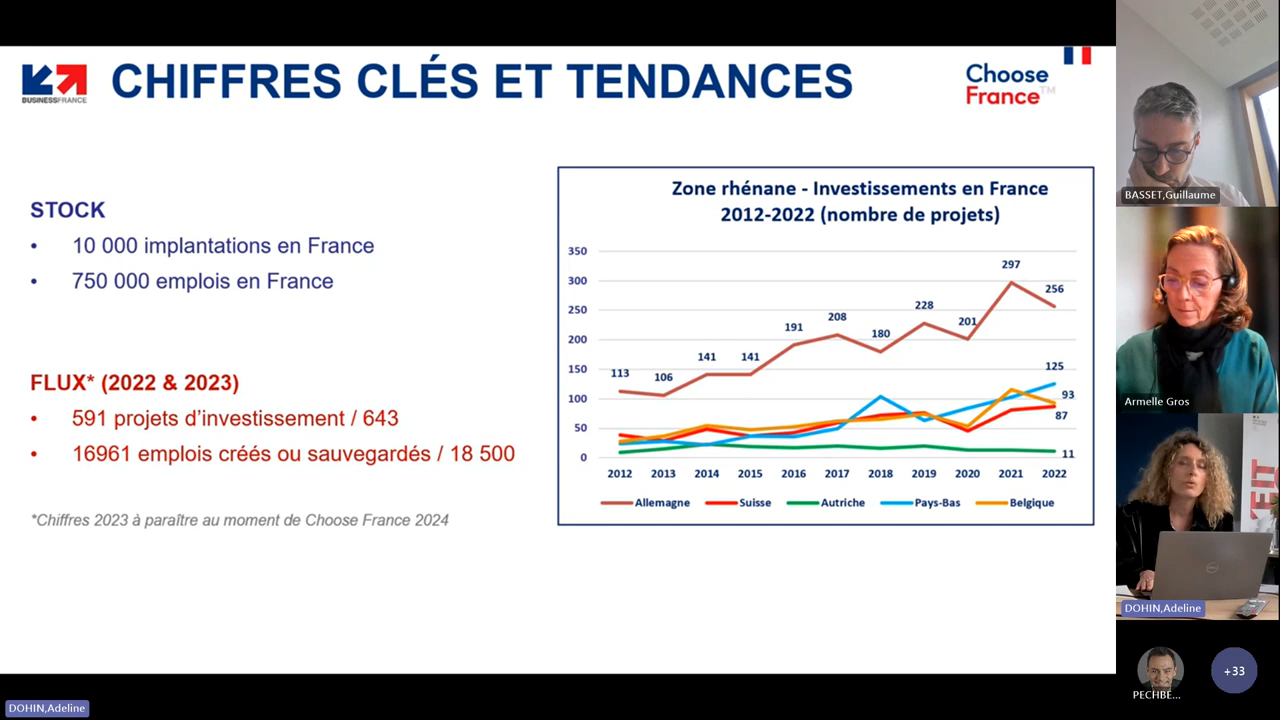 BUSINESSFRANCE
CHIFFRES CLÉS ET TENDANCES
Choose
France™
STOCK
• 10 000 implantations en France
• 750 000 emplois en France
FLUX* (2022 & 2023)
• 591 projets d'investissement / 643
• 16961 emplois créés ou sauvegardés / 18 500
*Chiffres 2023 à paraître au moment de Choose France 2024
Zone rhénane - Investissements en France
2012-2022 (nombre de projets)
350
300
250
200
150
100
50
0
113
106
141
141
191
208
180
228
201
297
256
125
93
87
11
2012 2013 2014 2015 2016 2017 2018 2019 2020 2021 2022
Allemagne Suisse Autriche Pays-Bas Belgique
BASSET,Guillaume
Armelle Gros
DOHIN,Adeline
PECHBE...
+33
DOHIN,Adeline